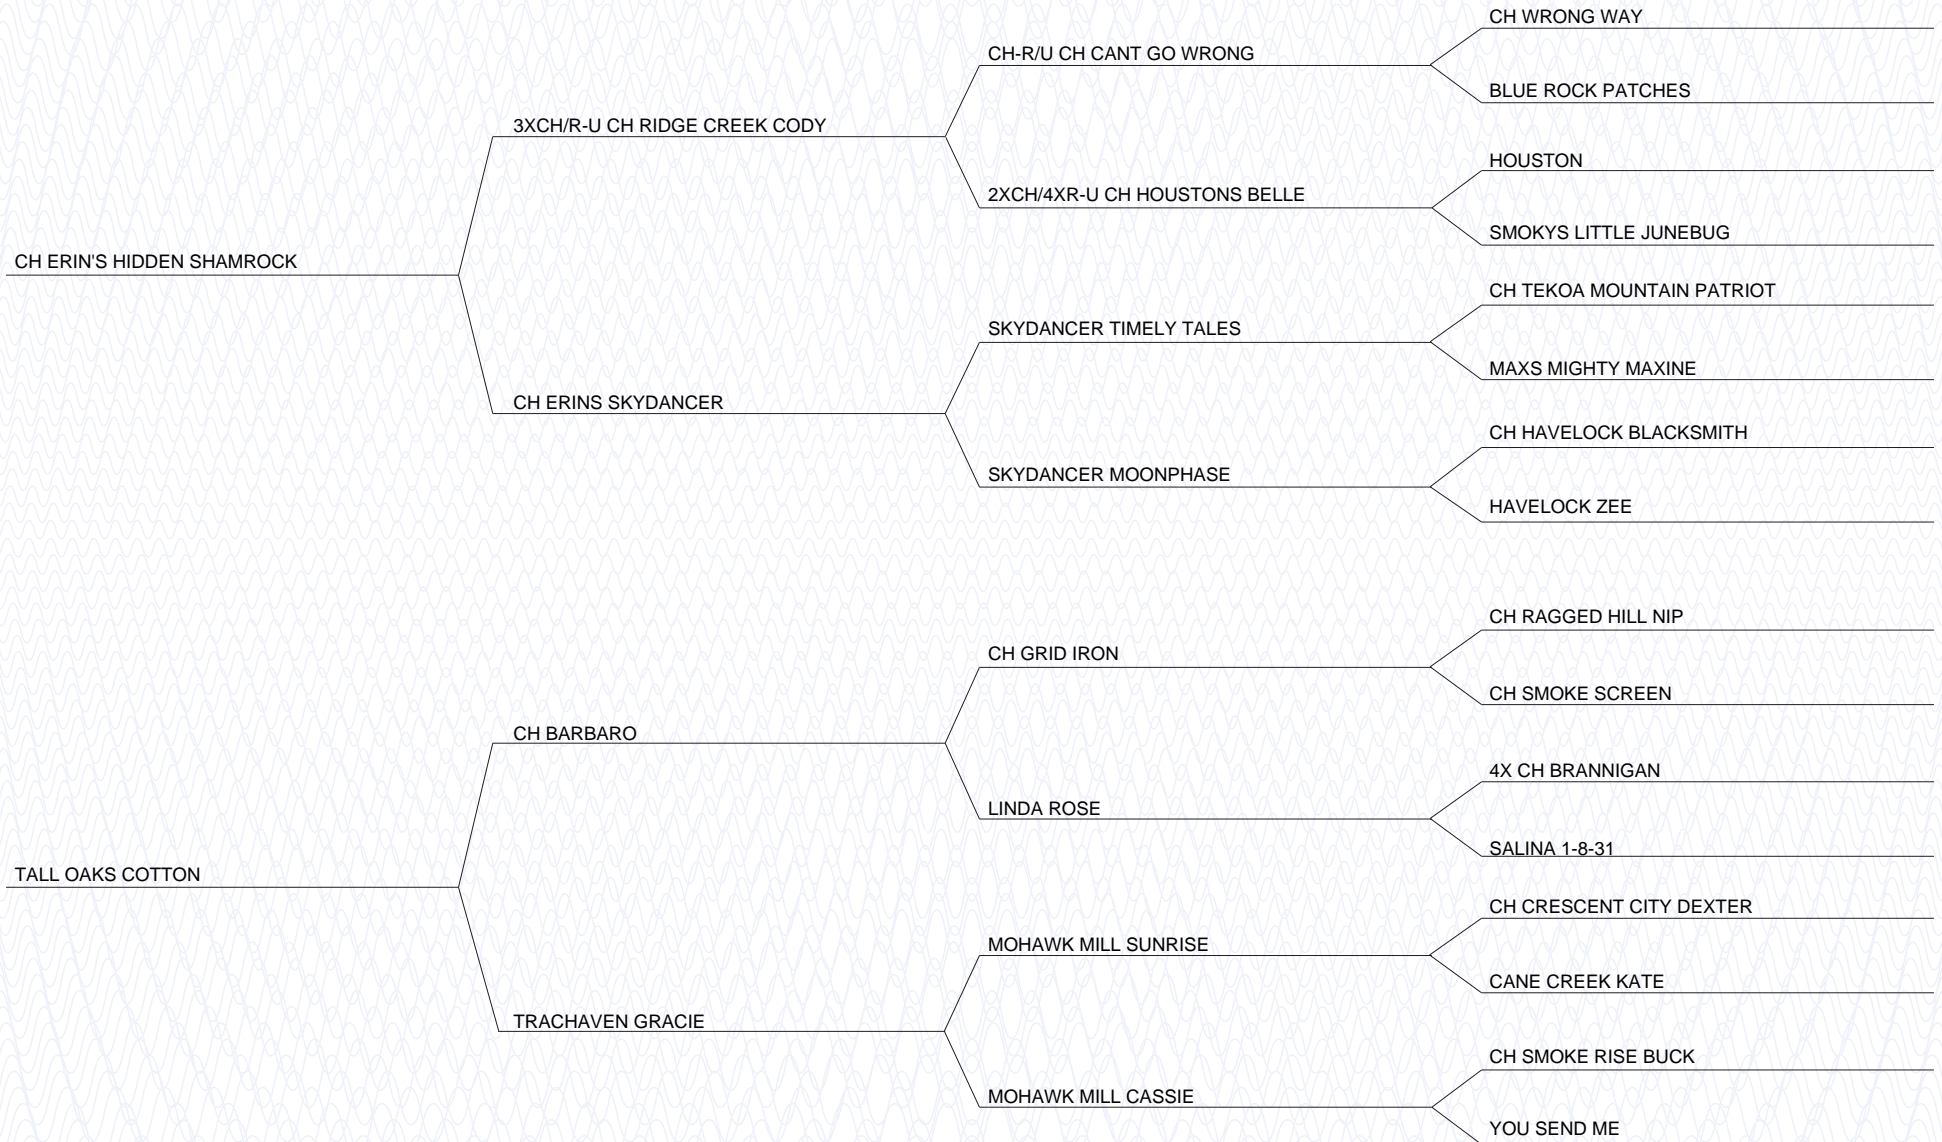 CH WRONG WAY
CH-R/U CH CANT GO WRONG
BLUE ROCK PATCHES
3XCH/R-U CH RIDGE CREEK CODY
HOUSTON
2XCH/4XR-U CH HOUSTONS BELLE
SMOKYS LITTLE JUNEBUG
CH ERIN'S HIDDEN SHAMROCK
CH TEKOA MOUNTAIN PATRIOT
SKYDANCER TIMELY TALES
MAXS MIGHTY MAXINE
CH ERINS SKYDANCER
CH HAVELOCK BLACKSMITH
SKYDANCER MOONPHASE
HAVELOCK ZEE
CH RAGGED HILL NIP
CH GRID IRON
CH SMOKE SCREEN
CH BARBARO
4X CH BRANNIGAN
LINDA ROSE
SALINA 1-8-31
TALL OAKS COTTON
CH CRESCENT CITY DEXTER
MOHAWK MILL SUNRISE
CANE CREEK KATE
TRACHAVEN GRACIE
CH SMOKE RISE BUCK
MOHAWK MILL CASSIE
YOU SEND ME